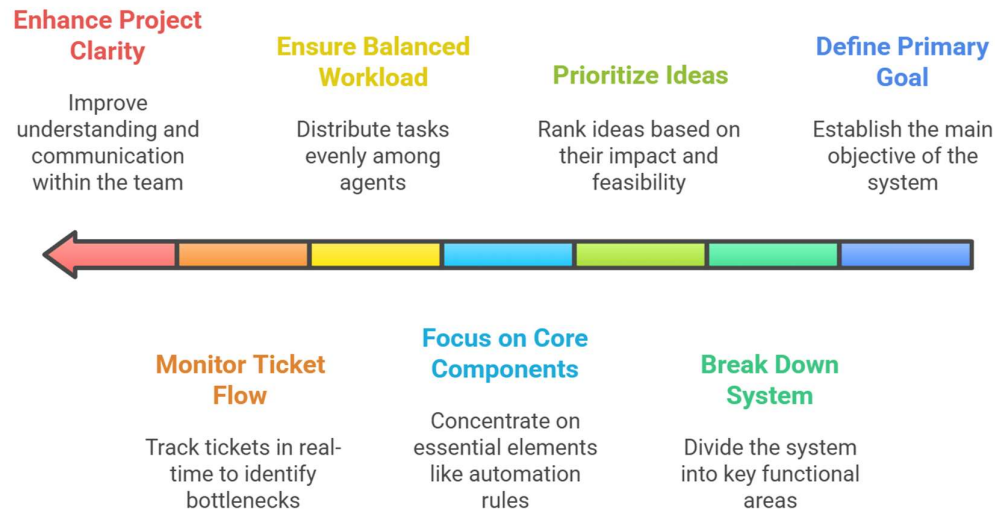 Enhance Project
Clarity
Improve
understanding and
communication
within the team
Ensure Balanced
Workload
Distribute tasks
evenly among
agents
Prioritize Ideas
Rank ideas based on
their impact and
feasibility
Define Primary
Goal
Establish the main
objective of the
system
Monitor Ticket
Flow
Track tickets in real-
time to identify
bottlenecks
Focus on Core
Components
Concentrate on
essential elements
like automation
rules
Break Down
System
Divide the system
into key functional
areas